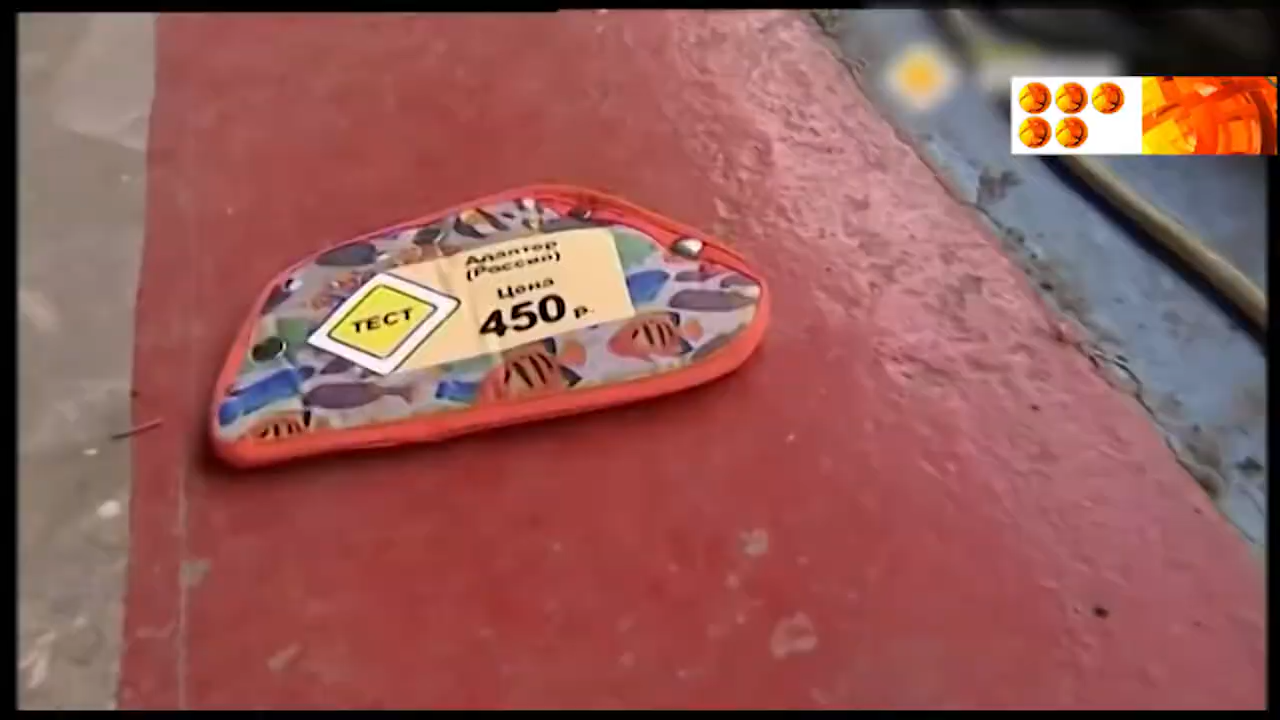 Адаптер
(Россия)
Цена
450 р.
ТЕСТ